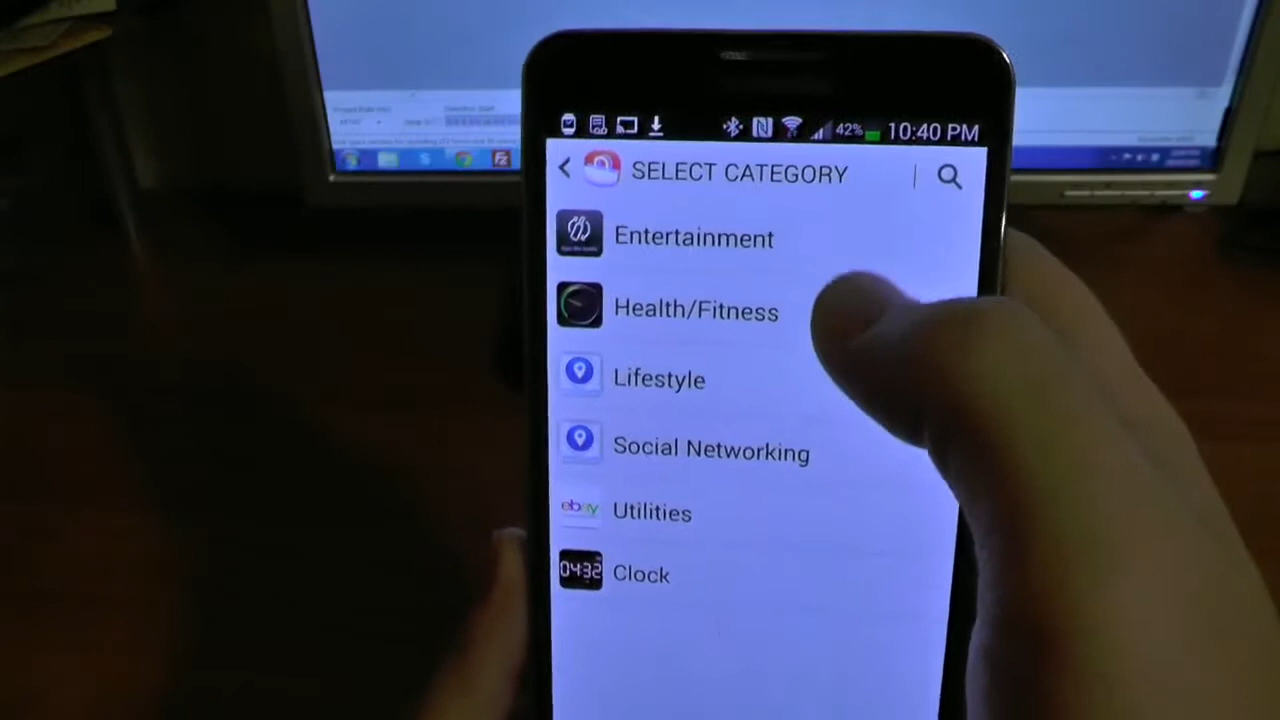 42% 10:40 PM
SELECT CATEGORY
Entertainment
Health/Fitness
Lifestyle
Social Networking
ebay Utilities
04:32 Clock